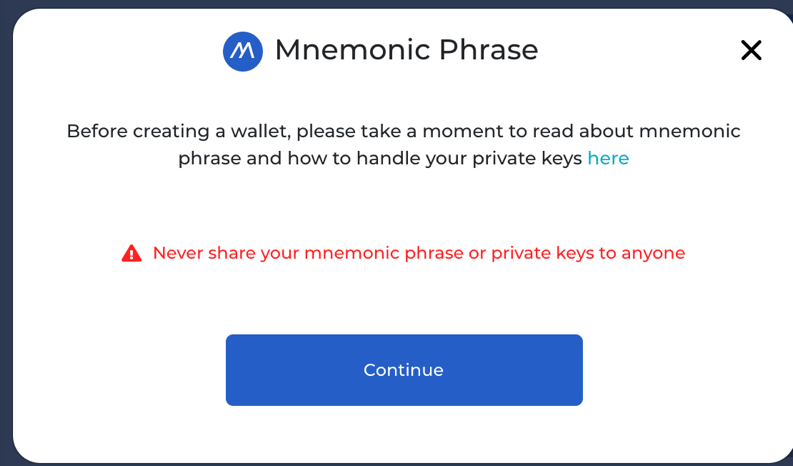 Mnemonic Phrase
Before creating a wallet, please take a moment to read about mnemonic
phrase and how to handle your private keys here
Never share your mnemonic phrase or private keys to anyone
Continue